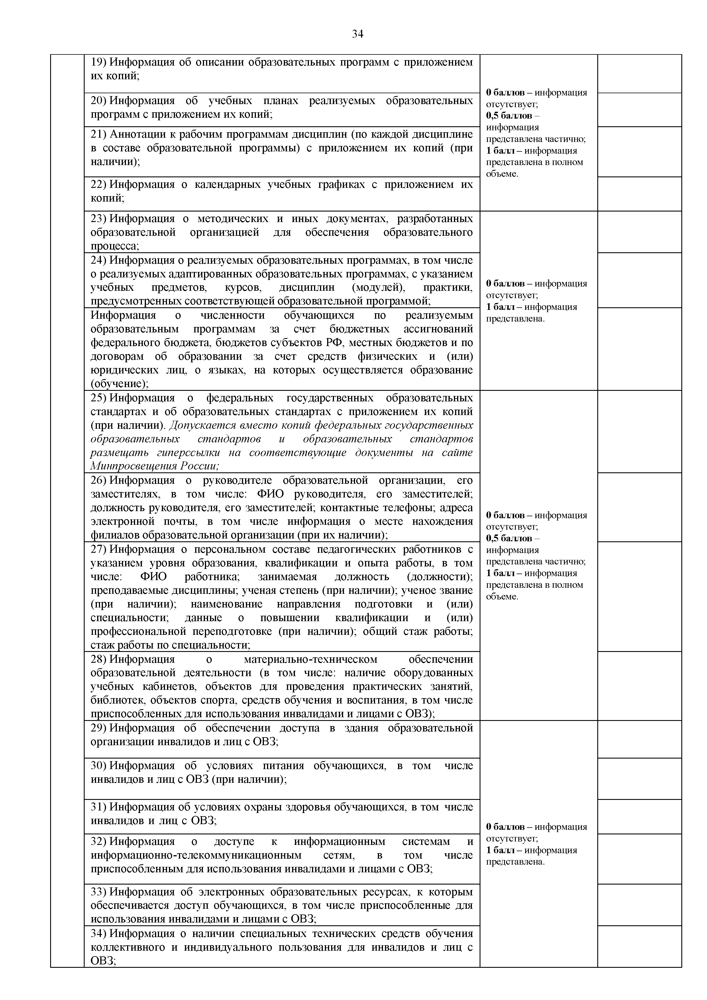 34
19) Информация об описании образовательных программ с приложением
их копий;
20) Информация об учебных планах реализуемых образовательных
программ с приложением их копий;
21) Аннотации к рабочим программам дисциплин (по каждой дисциплине
в составе образовательной программы) с приложением их копий (при
наличии);
22) Информация о календарных учебных графиках с приложением их
копий;
0 баллов – информация
отсутствует;
0,5 баллов –
информация
представлена частично;
1 балл – информация
представлена в полном
объеме.
23) Информация о методических и иных документах, разработанных
образовательной организацией для обеспечения образовательного
процесса;
24) Информация о реализуемых образовательных программах, в том числе
о реализуемых адаптированных образовательных программах, с указанием
учебных предметов, курсов, дисциплин (модулей), практики,
предусмотренных соответствующей образовательной программой;
Информация о численности обучающихся по реализуемым
образовательным программам за счет бюджетных ассигнований
федерального бюджета, бюджетов субъектов РФ, местных бюджетов и по
договорам об образовании за счет средств физических и (или)
юридических лиц, о языках, на которых осуществляется образование
(обучение);
0 баллов – информация
отсутствует;
1 балл – информация
представлена.
25) Информация о федеральных государственных образовательных
стандартах и об образовательных стандартах с приложением их копий
(при наличии). Допускается вместо копий федеральных государственных
образовательных стандартов и образовательных стандартов
размещать гиперссылки на соответствующие документы на сайте
Минпросвещения России;
26) Информация о руководителе образовательной организации, его
заместителях, в том числе: ФИО руководителя, его заместителей;
должность руководителя, его заместителей; контактные телефоны; адреса
электронной почты, в том числе информация о месте нахождения
филиалов образовательной организации (при их наличии);
27) Информация о персональном составе педагогических работников с
указанием уровня образования, квалификации и опыта работы, в том
числе: ФИО работника; занимаемая должность (должности);
преподаваемые дисциплины; ученая степень (при наличии); ученое звание
(при наличии); наименование направления подготовки и (или)
специальности; данные о повышении квалификации и (или)
профессиональной переподготовке (при наличии); общий стаж работы;
стаж работы по специальности;
28) Информация о материально-техническом обеспечении
образовательной деятельности (в том числе: наличие оборудованных
учебных кабинетов, объектов для проведения практических занятий,
библиотек, объектов спорта, средств обучения и воспитания, в том числе
приспособленных для использования инвалидами и лицами с ОВЗ);
0 баллов – информация
отсутствует;
0,5 баллов –
информация
представлена частично;
1 балл – информация
представлена в полном
объеме.
29) Информация об обеспечении доступа в здания образовательной
организации инвалидов и лиц с ОВЗ;
30) Информация об условиях питания обучающихся, в том числе
инвалидов и лиц с ОВЗ (при наличии);
31) Информация об условиях охраны здоровья обучающихся, в том числе
инвалидов и лиц с ОВЗ;
32) Информация о доступе к информационным системам и
информационно-телекоммуникационным сетям, в том числе
приспособленным для использования инвалидами и лицами с ОВЗ;
33) Информация об электронных образовательных ресурсах, к которым
обеспечивается доступ обучающихся, в том числе приспособленные для
использования инвалидами и лицами с ОВЗ;
34) Информация о наличии специальных технических средств обучения
коллективного и индивидуального пользования для инвалидов и лиц с
ОВЗ;
0 баллов – информация
отсутствует;
1 балл – информация
представлена.